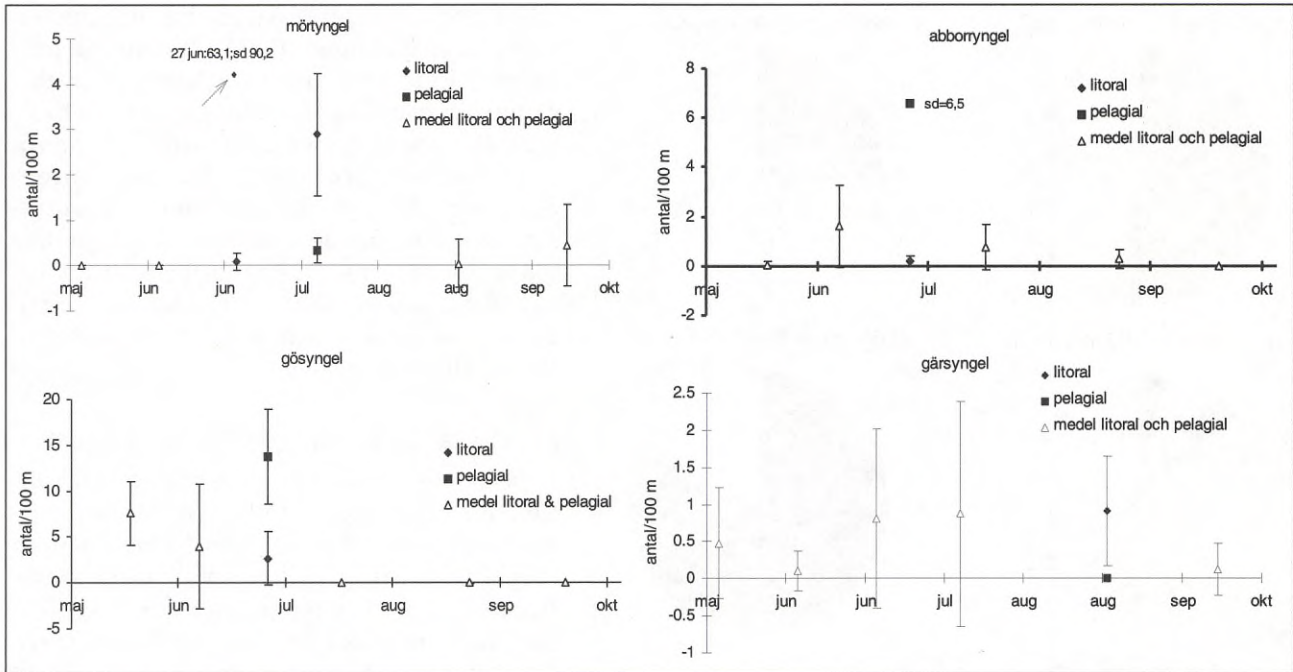 mörtyngel
5
4
3
2
1
0
-1
antal/100 m
27 jun:63,1;sd 90,2
litoral
pelagial
medel litoral och pelagial
maj jun jun jul aug aug sep okt
abborryngel
8
6
4
2
0
-2
antal/100 m
sd=6,5
litoral
pelagial
medel litoral och pelagial
maj jun jul aug sep okt
gösyngel
20
15
10
5
0
-5
antal/100 m
litoral
pelagial
medel litoral & pelagial
maj jun jul aug sep okt
gärsyngel
2.5
2
1.5
1
0.5
0
-0.5
-1
antal/100 m
litoral
pelagial
medel litoral och pelagial
maj jun jun jul aug aug sep okt